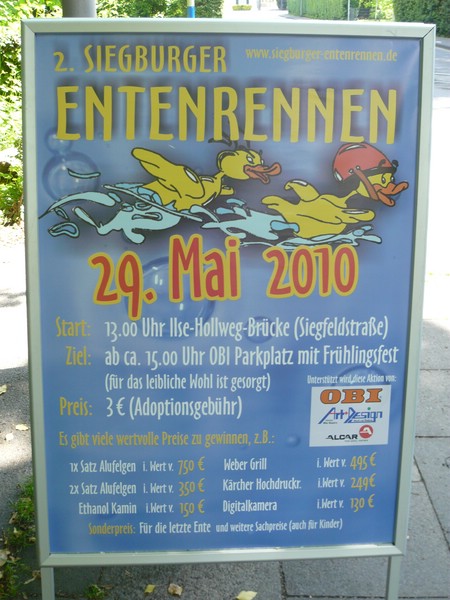 www.siegburger-entenrennen.de
2. SIEGBURGER
ENTENRENNEN
29. Mai 2010
Start: 13.00 Uhr Ilse-Hollweg-Brücke (Siegfeldstraße)
Ziel: ab ca. 15.00 Uhr OBI Parkplatz mit Frühlingsfest
(für das leibliche Wohl ist gesorgt)
Preis: 3 € (Adoptionsgebühr)
Unterstützt wird diese Aktion von:
OBI
Art Design
ALCAR
Es gibt viele wertvolle Preise zu gewinnen, z.B.:
1x Satz Alufelgen i. Wert v. 750 € Weber Grill i. Wert v. 495 €
2x Satz Alufelgen i. Wert v. 350 € Kärcher Hochdruckr. i. Wert v. 249 €
Ethanol Kamin i. Wert v. 150 € Digitalkamera i. Wert v. 130 €
Sonderpreis: Für die letzte Ente und weitere Sachpreise (auch für Kinder)